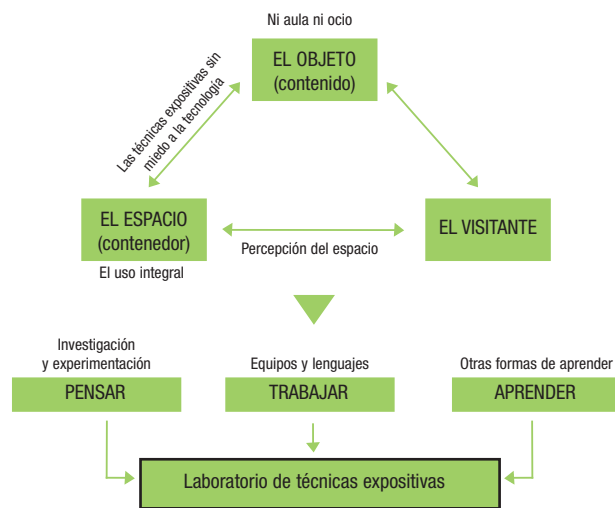 Ni aula ni ocio
EL OBJETO
(contenido)
Las técnicas expositivas sin
miedo a la tecnología
EL ESPACIO
(contenedor)
El uso integral
Percepción del espacio
EL VISITANTE
Investigación
y experimentación
PENSAR
Equipos y lenguajes
TRABAJAR
Otras formas de aprender
APRENDER
Laboratorio de técnicas expositivas